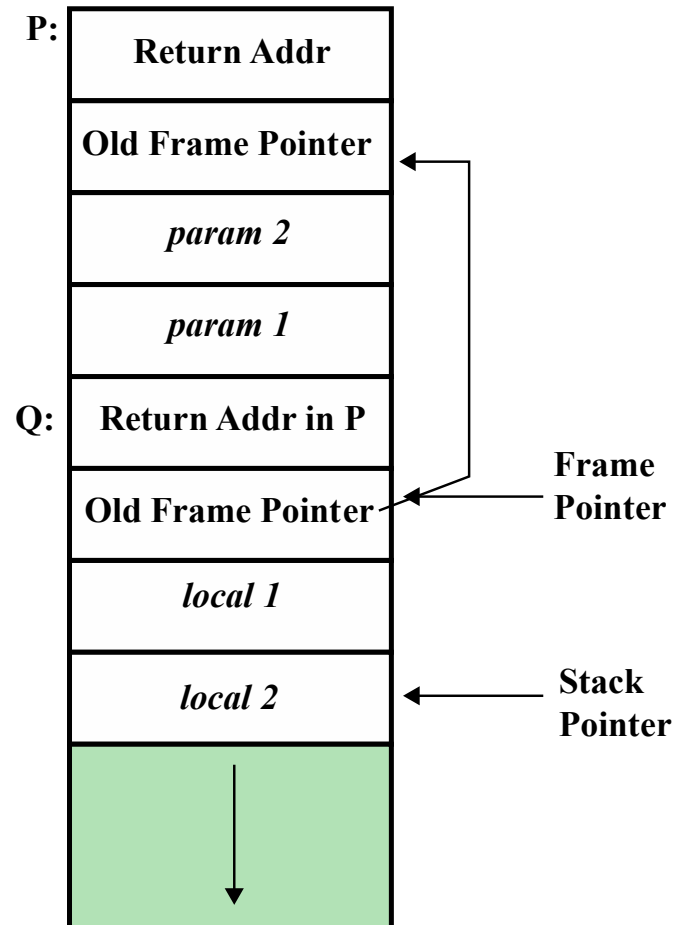 P:
Return Addr
Old Frame Pointer
param 2
param 1
Q:
Return Addr in P
Old Frame Pointer
Frame
Pointer
local 1
local 2
Stack
Pointer